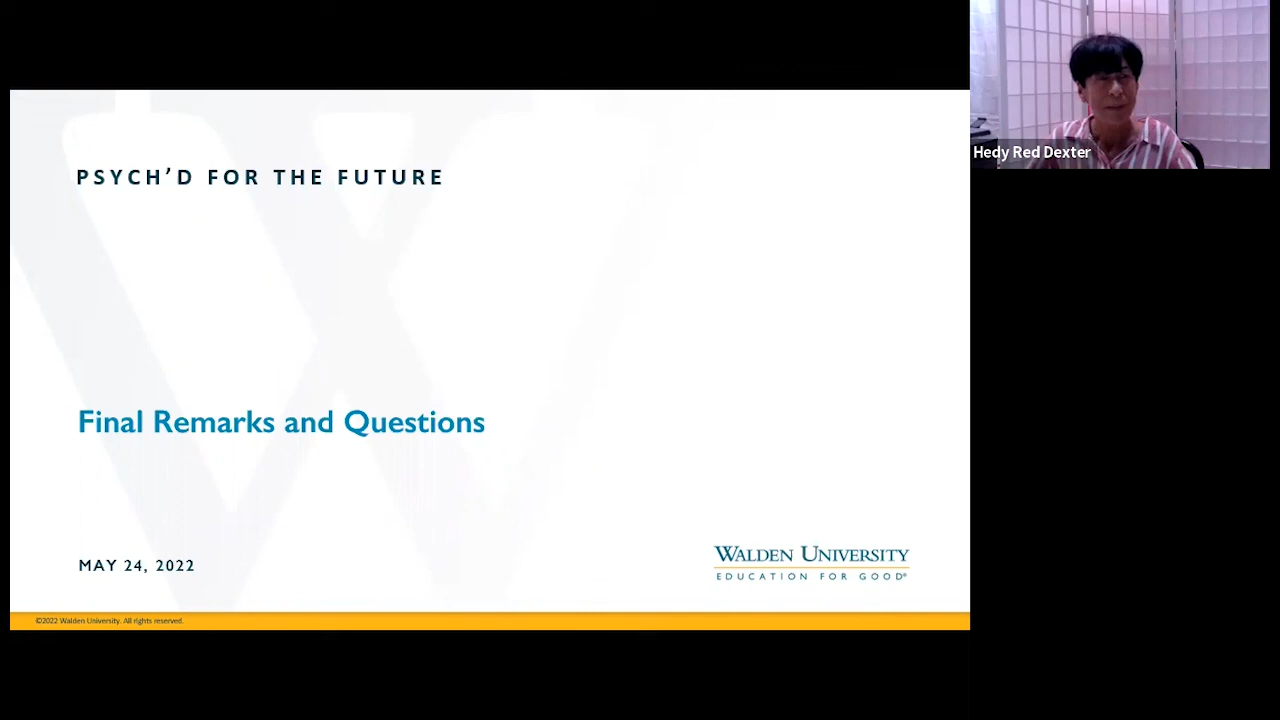 PSYCH’D FOR THE FUTURE
Hedy Red Dexter
Final Remarks and Questions
MAY 24, 2022
WALDEN UNIVERSITY
EDUCATION FOR GOOD®
©2022 Walden University. All rights reserved.